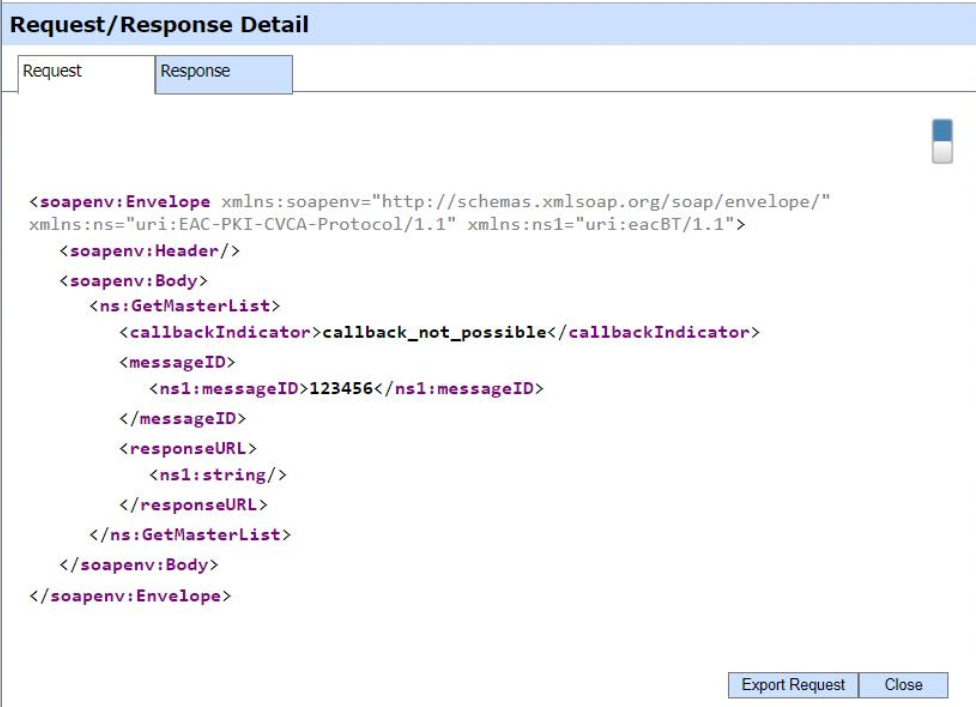 Request/Response Detail
Request
Response
<soapenv:Envelope xmlns:soapenv="http://schemas.xmlsoap.org/soap/envelope/"
xmlns:ns="uri:EAC-PKI-CVCA-Protocol/1.1" xmlns:ns1="uri:eacBT/1.1">
<soapenv:Header/>
<soapenv:Body>
<ns:GetMasterList>
<callbackIndicator>callback_not_possible</callbackIndicator>
<messageID>
<ns1:messageID>123456</ns1:messageID>
</messageID>
<responseURL>
<ns1:string/>
</responseURL>
</ns:GetMasterList>
</soapenv:Body>
</soapenv:Envelope>
Export Request
Close